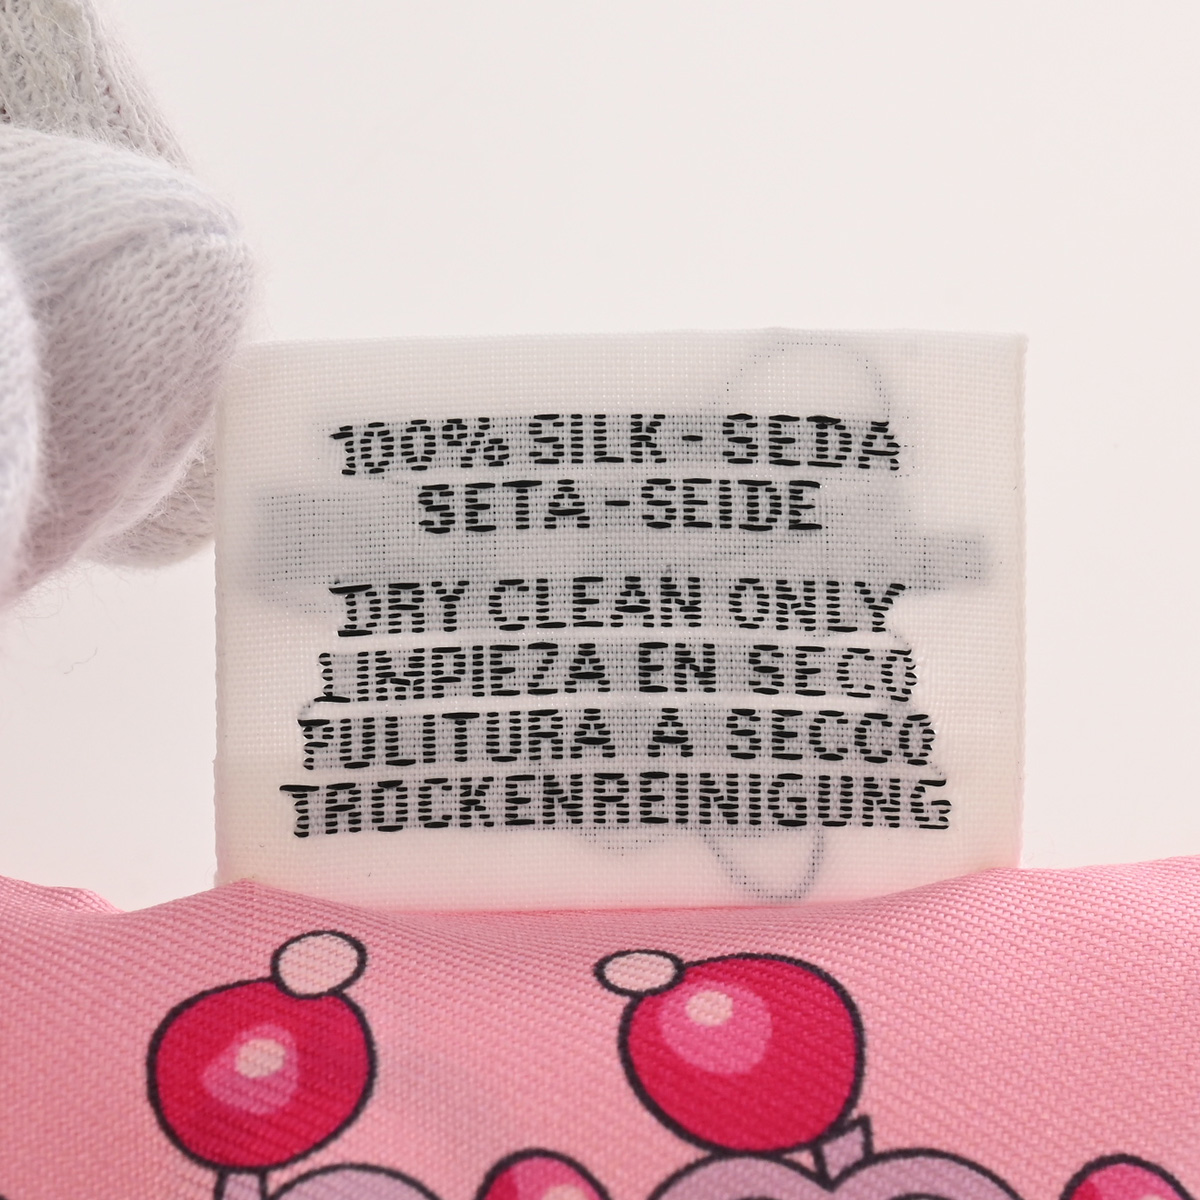 100% SILK - SEDA
SETA - SEIDE
DRY CLEAN ONLY
LIMPIEZA EN SECO
PULITURA A SECCO
TROCKENREINIGUNG